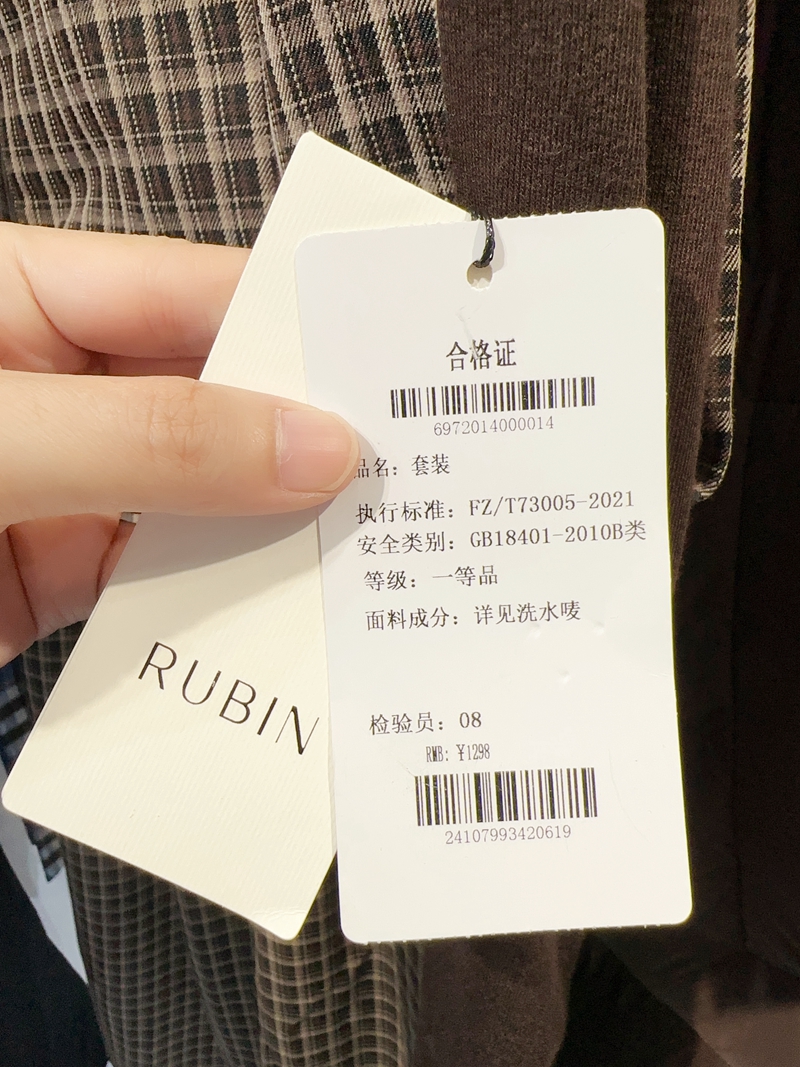 合格证
6972014000014
品名：套装
执行标准：FZ/T73005-2021
安全类别：GB18401-2010B类
等级：一等品
面料成分：详见洗水唛
检验员：08
RMB：¥1298
24107993420619
RUBIN